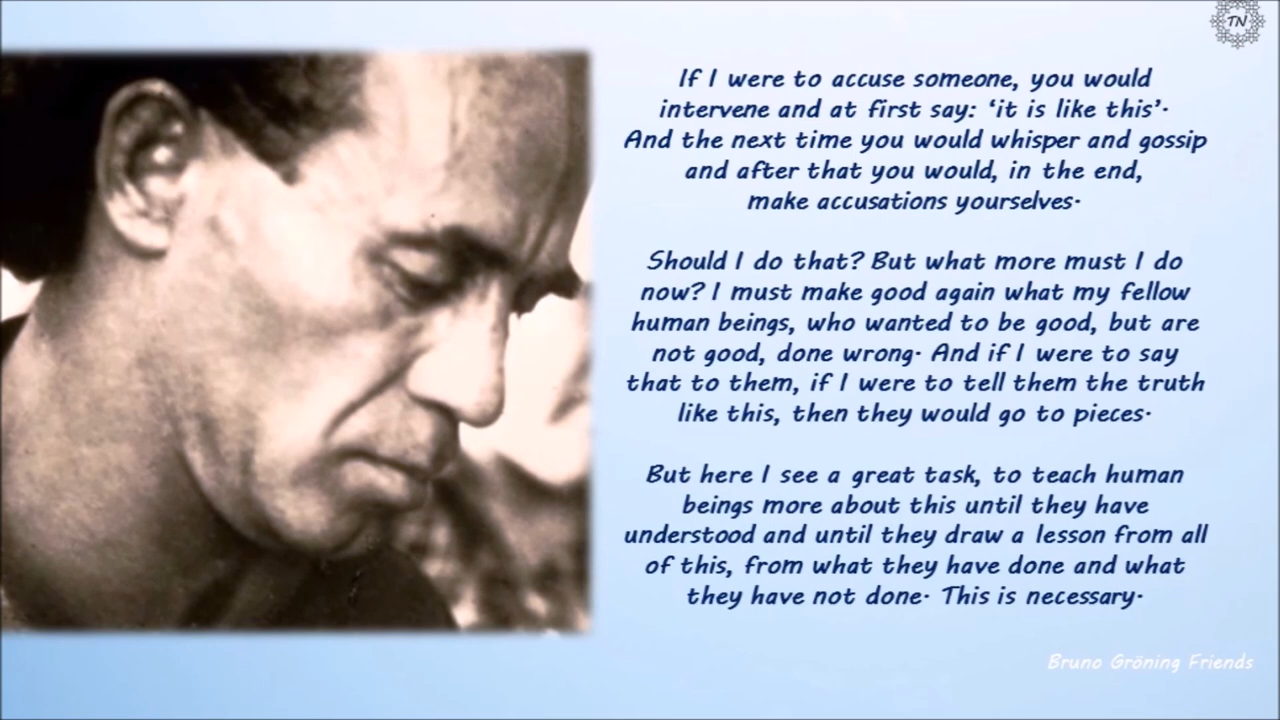 TN
If I were to accuse someone, you would
intervene and at first say: ‘it is like this’.
And the next time you would whisper and gossip
and after that you would, in the end,
make accusations yourselves.
Should I do that? But what more must I do
now? I must make good again what my fellow
human beings, who wanted to be good, but are
not good, done wrong. And if I were to say
that to them, if I were to tell them the truth
like this, then they would go to pieces.
But here I see a great task, to teach human
beings more about this until they have
understood and until they draw a lesson from all
of this, from what they have done and what
they have not done. This is necessary.
Bruno Gröning Friends